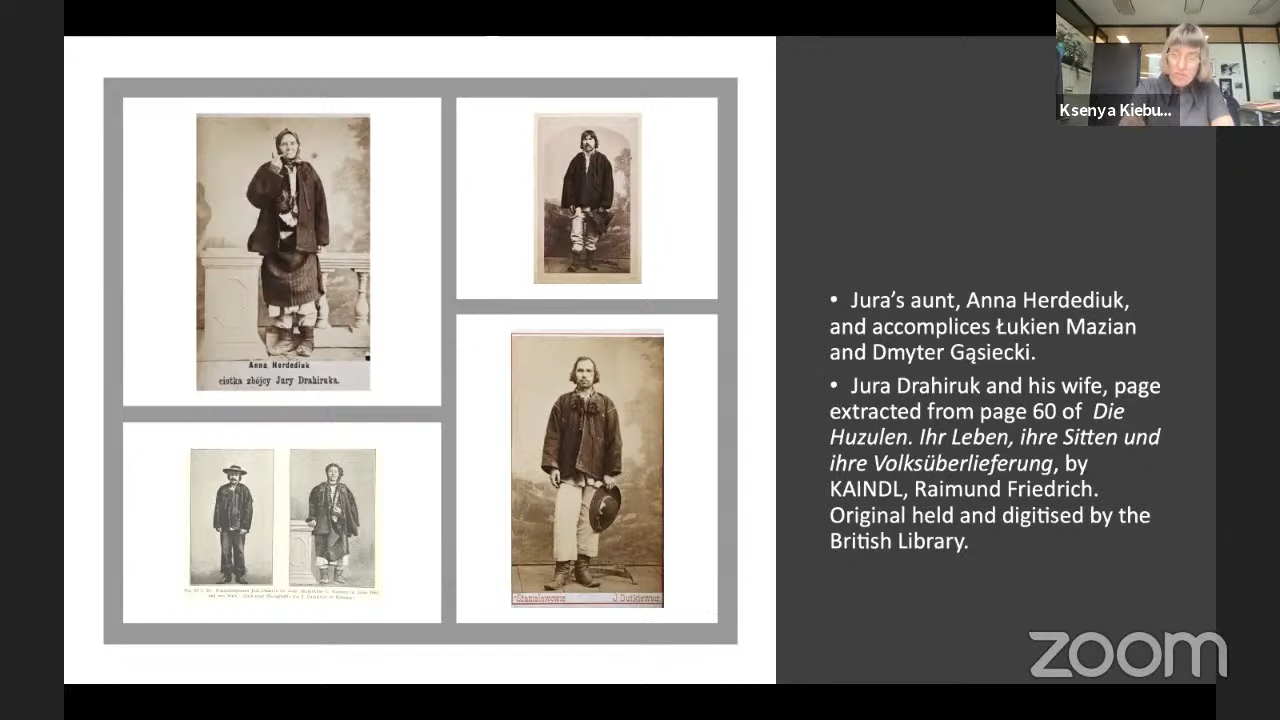 Ksenya Kiebu...
Anna Herdediuk
ciotka zbójcy Jury Drahiruka.
Stanisławowie J. Dutkiewicz
• Jura’s aunt, Anna Herdediuk,
and accomplices Łukien Mazian
and Dmyter Gąsiecki.
• Jura Drahiruk and his wife, page
extracted from page 60 of Die
Huzulen. Ihr Leben, ihre Sitten und
ihre Volksüberlieferung, by
KAINDL, Raimund Friedrich.
Original held and digitised by the
British Library.
zoom